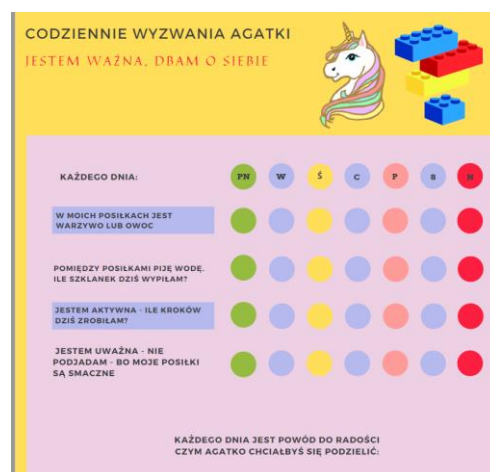 CODZIENNIE WYZWANIA AGATKI
JESTEM WAŻNA, DBAM O SIEBIE
KAŻDEGO DNIA:
PN W Ś C P S N
W MOICH POSIŁKACH JEST
WARZYWO LUB OWOC
POMIĘDZY POSIŁKAMI PIJĘ WODĘ.
ILE SZKLANEK DZIŚ WYPIŁAM?
JESTEM AKTYWNA - ILE KROKÓW
DZIŚ ZROBIŁAM?
JESTEM UWAŻNA - NIE
PODJADAM - BO MOJE POSIŁKI
SĄ SMACZNE
KAŻDEGO DNIA JEST POWÓD DO RADOŚCI
CZYM AGATKO CHCIAŁBYŚ SIĘ PODZIELIĆ: